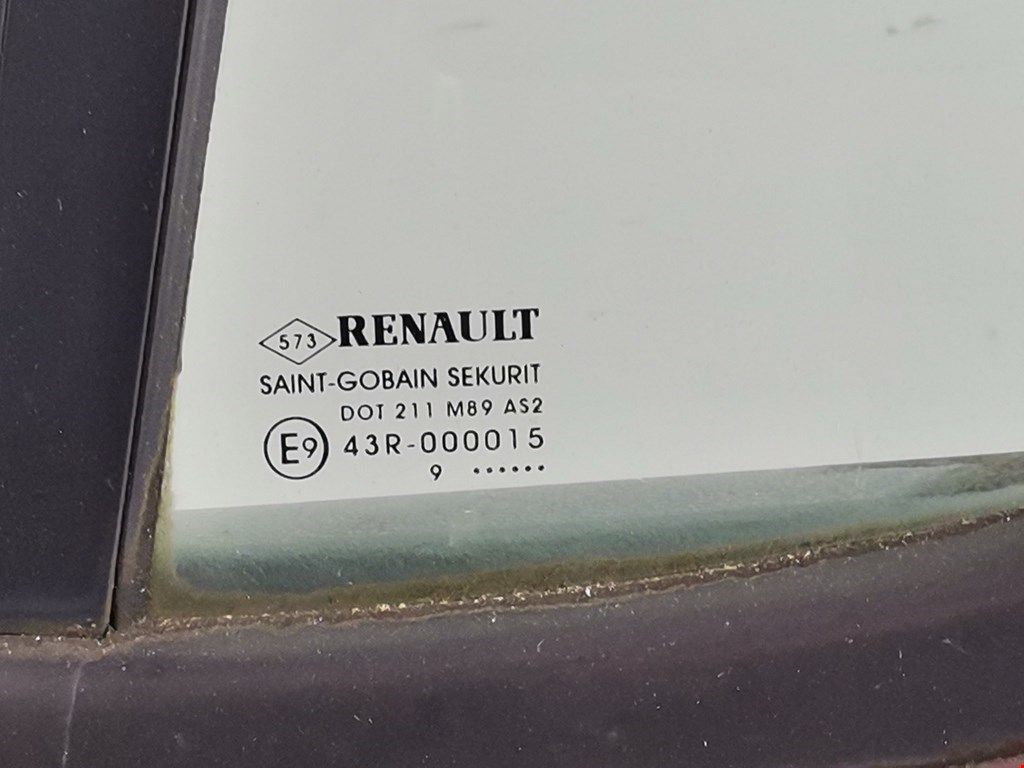 573 RENAULT
SAINT-GOBAIN SEKURIT
DOT 211 M89 AS2
E9 43R-000015
9 ••••••